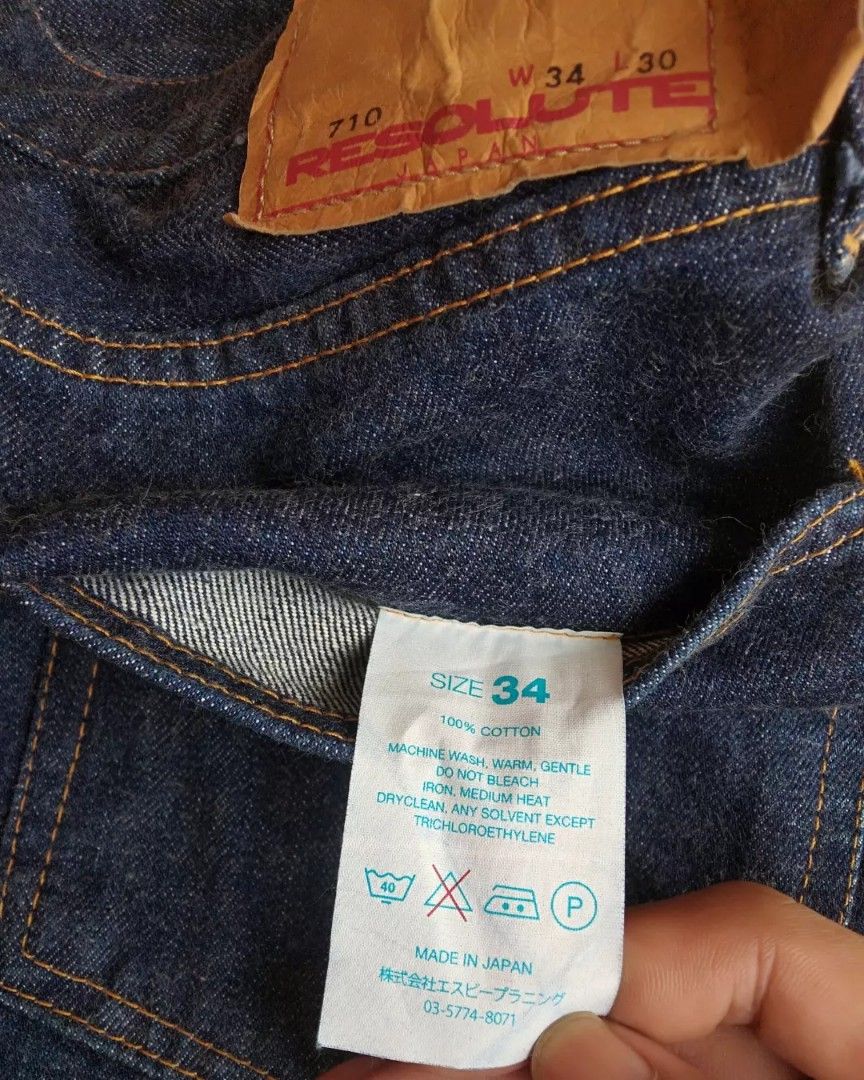 W 34 L 30
710
RESOLUTE
JAPAN
SIZE 34
100% COTTON
MACHINE WASH, WARM, GENTLE
DO NOT BLEACH
IRON, MEDIUM HEAT
DRYCLEAN, ANY SOLVENT EXCEPT
TRICHLOROETHYLENE
40 P
MADE IN JAPAN
株式会社エスピープラニング
03-5774-8071